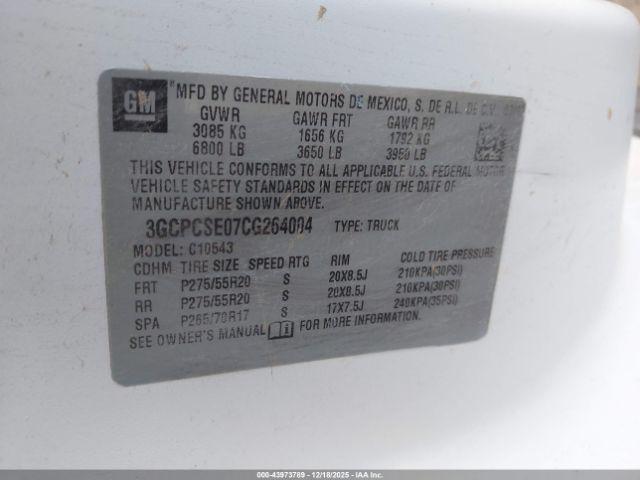 GM "MFD BY GENERAL MOTORS DE MEXICO, S. DE R.L. DE C.V.
GVWR GAWR FRT GAWR RR
3085 KG 1656 KG 1792 KG
6800 LB 3650 LB 3950 LB
THIS VEHICLE CONFORMS TO ALL APPLICABLE U.S. FEDERAL MOTOR
VEHICLE SAFETY STANDARDS IN EFFECT ON THE DATE OF
MANUFACTURE SHOWN ABOVE.
3GCPCSE07CG264004 TYPE: TRUCK
MODEL: C10543
CDHM TIRE SIZE SPEED RTG RIM COLD TIRE PRESSURE
FRT P275/55R20 S 20X8.5J 210KPA(30PSI)
RR P275/55R20 S 20X8.5J 210KPA(30PSI)
SPA P265/70R17 S 17X7.5J 240KPA(35PSI)
SEE OWNER'S MANUAL FOR MORE INFORMATION.
000-43973769 - 12/18/2025 - COPART IAA